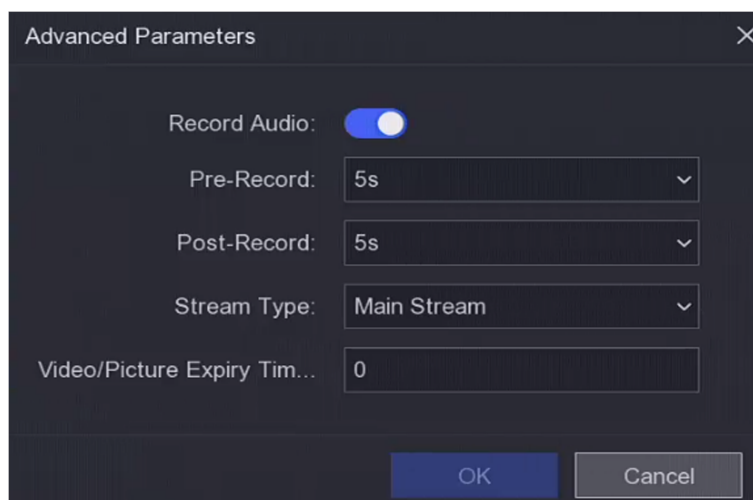 Advanced Parameters
Record Audio:
Pre-Record: 5s
Post-Record: 5s
Stream Type: Main Stream
Video/Picture Expiry Tim... 0
OK Cancel